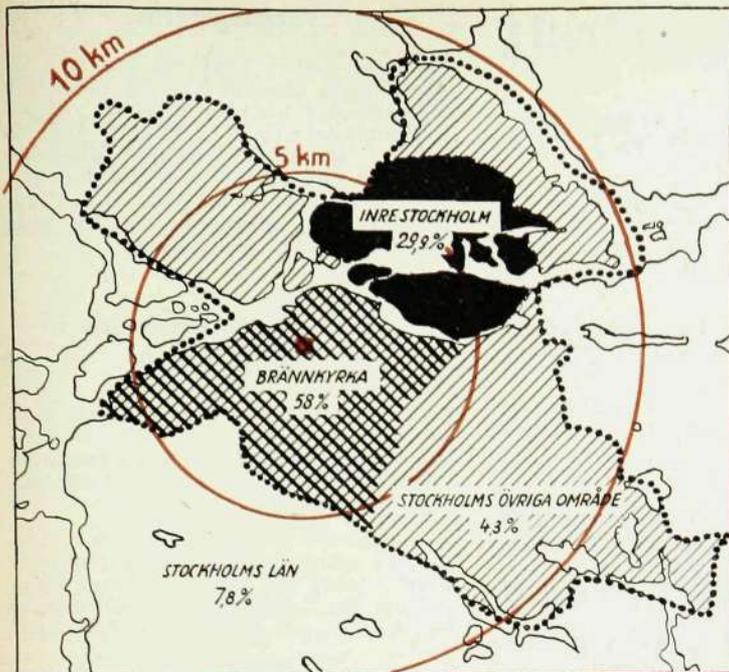 10 km
5 km
INRE STOCKHOLM
29,9%
BRÄNNKYRKA
58%
STOCKHOLMS ÖVRIGA OMRÅDE
4,3%
STOCKHOLMS LÄN
7,8%